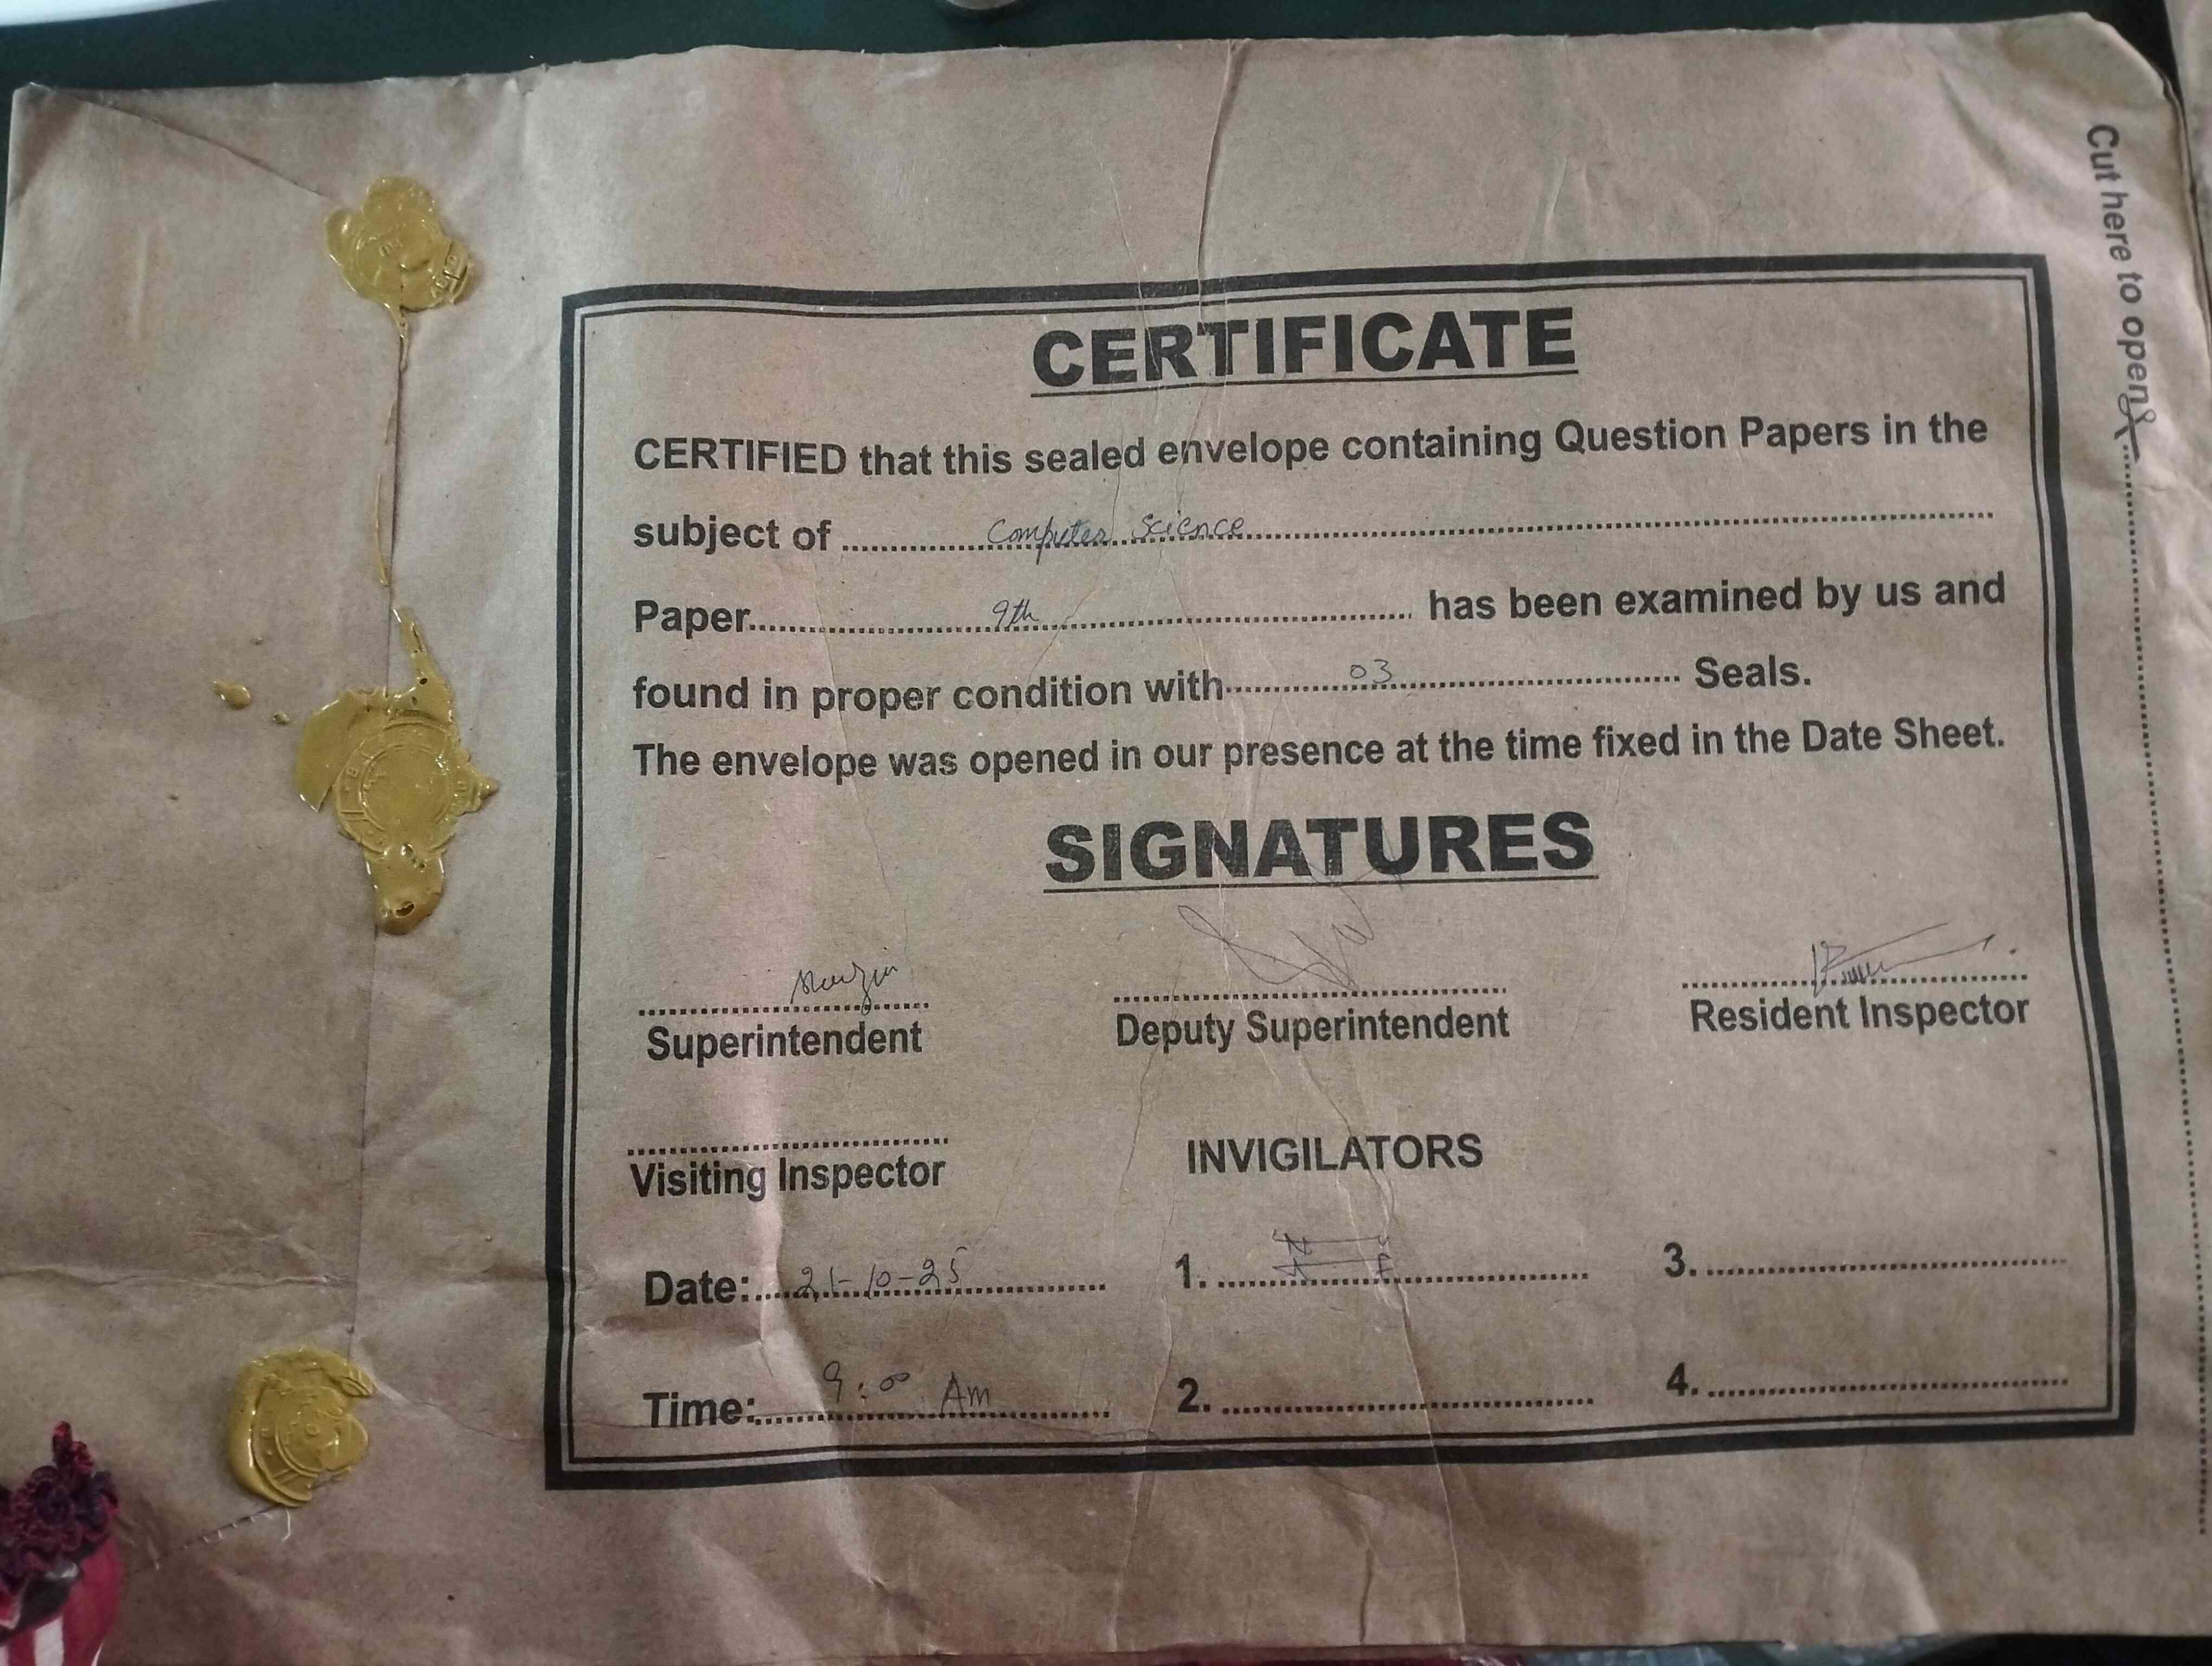 Cut here to open
CERTIFICATE
CERTIFIED that this sealed envelope containing Question Papers in the
subject of Computer Science
Paper 9th has been examined by us and
found in proper condition with 03 Seals.
The envelope was opened in our presence at the time fixed in the Date Sheet.
SIGNATURES
Superintendent Deputy Superintendent Resident Inspector
Visiting Inspector INVIGILATORS
Date: 21-10-25 1. 3.
Time: 9:00 Am 2. 4.